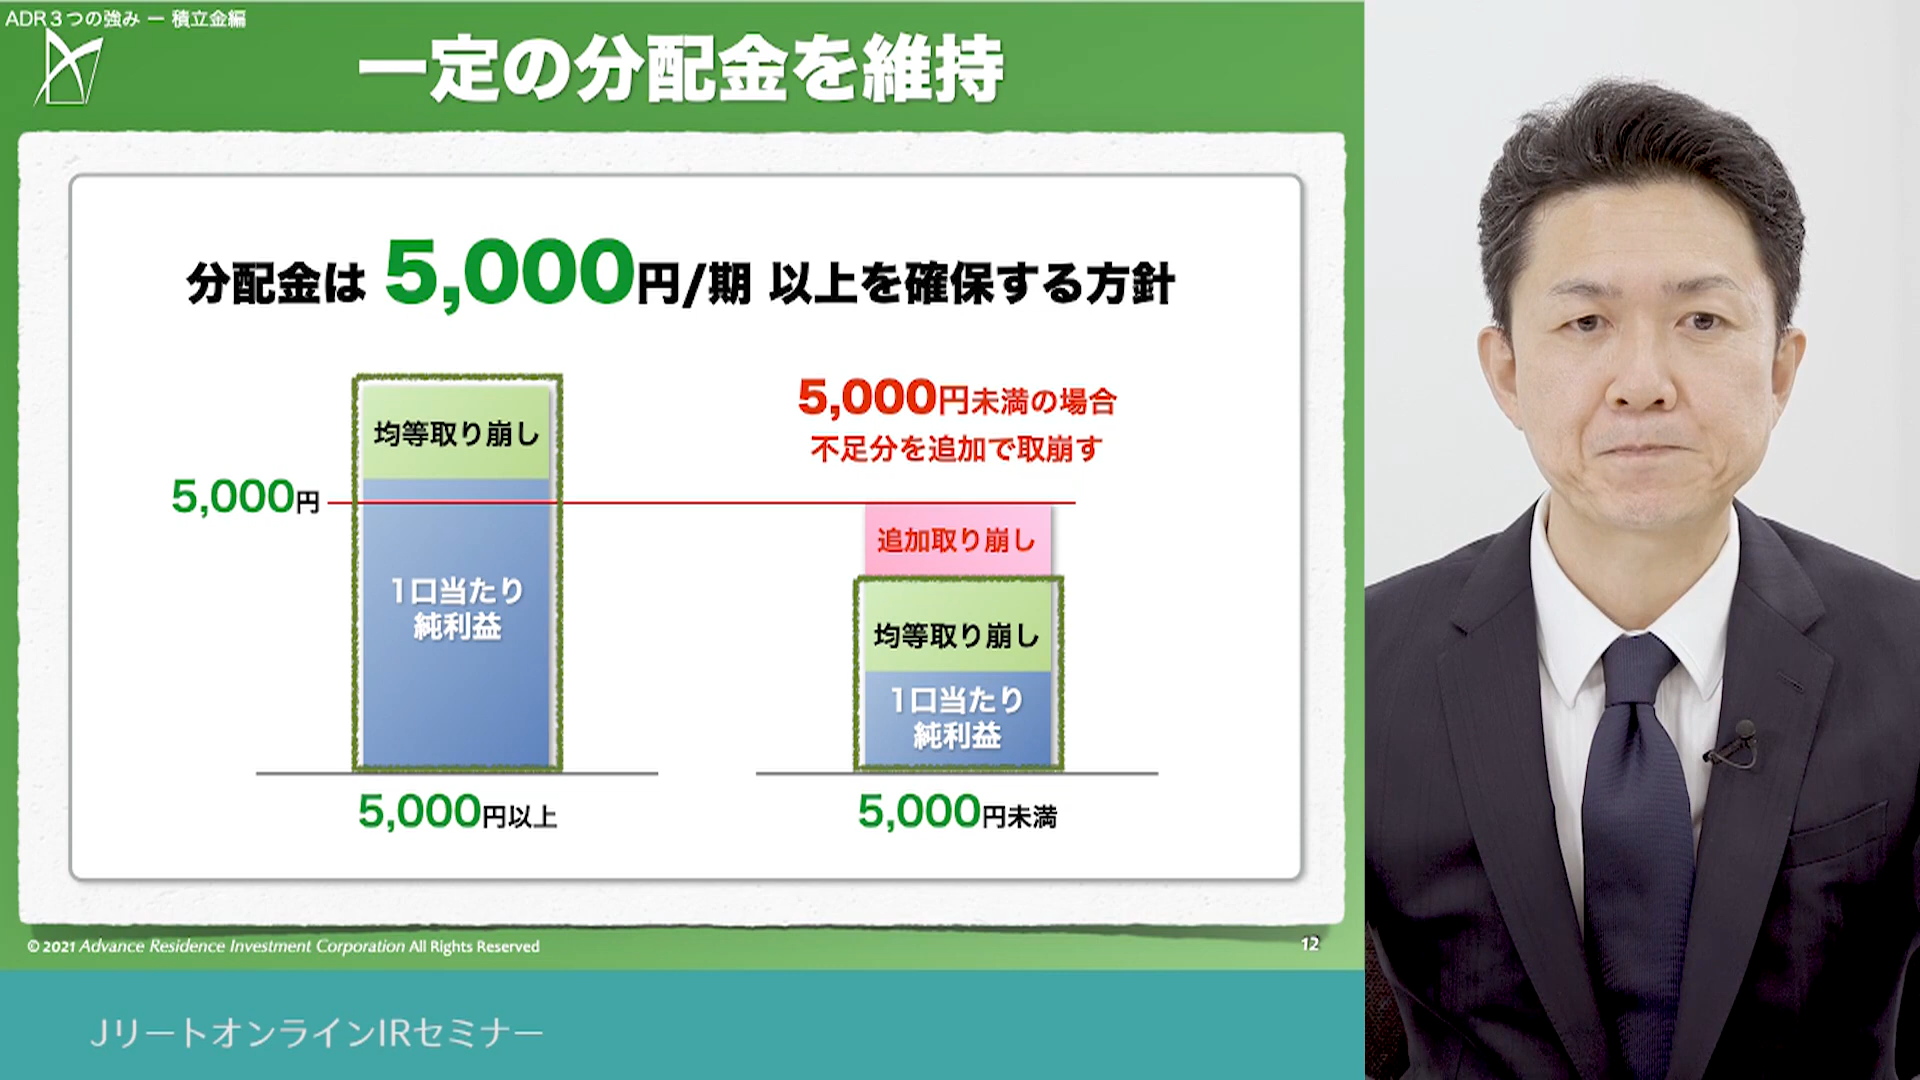 ADR３つの強み ー 積立金編
一定の分配金を維持
分配金は 5,000円/期 以上を確保する方針
均等取り崩し
5,000円
1口当たり
純利益
5,000円以上
5,000円未満の場合
不足分を追加で取崩す
追加取り崩し
均等取り崩し
1口当たり
純利益
5,000円未満
© 2021 Advance Residence Investment Corporation All Rights Reserved
12
JリートオンラインIRセミナー